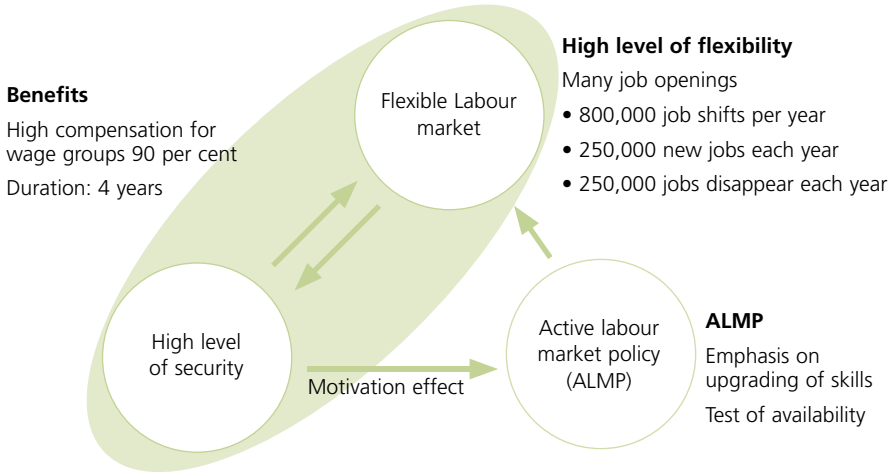 Benefits
High compensation for
wage groups 90 per cent
Duration: 4 years
Flexible Labour
market
High level of flexibility
Many job openings
• 800,000 job shifts per year
• 250,000 new jobs each year
• 250,000 jobs disappear each year
High level
of security
Motivation effect
Active labour
market policy
(ALMP)
ALMP
Emphasis on
upgrading of skills
Test of availability